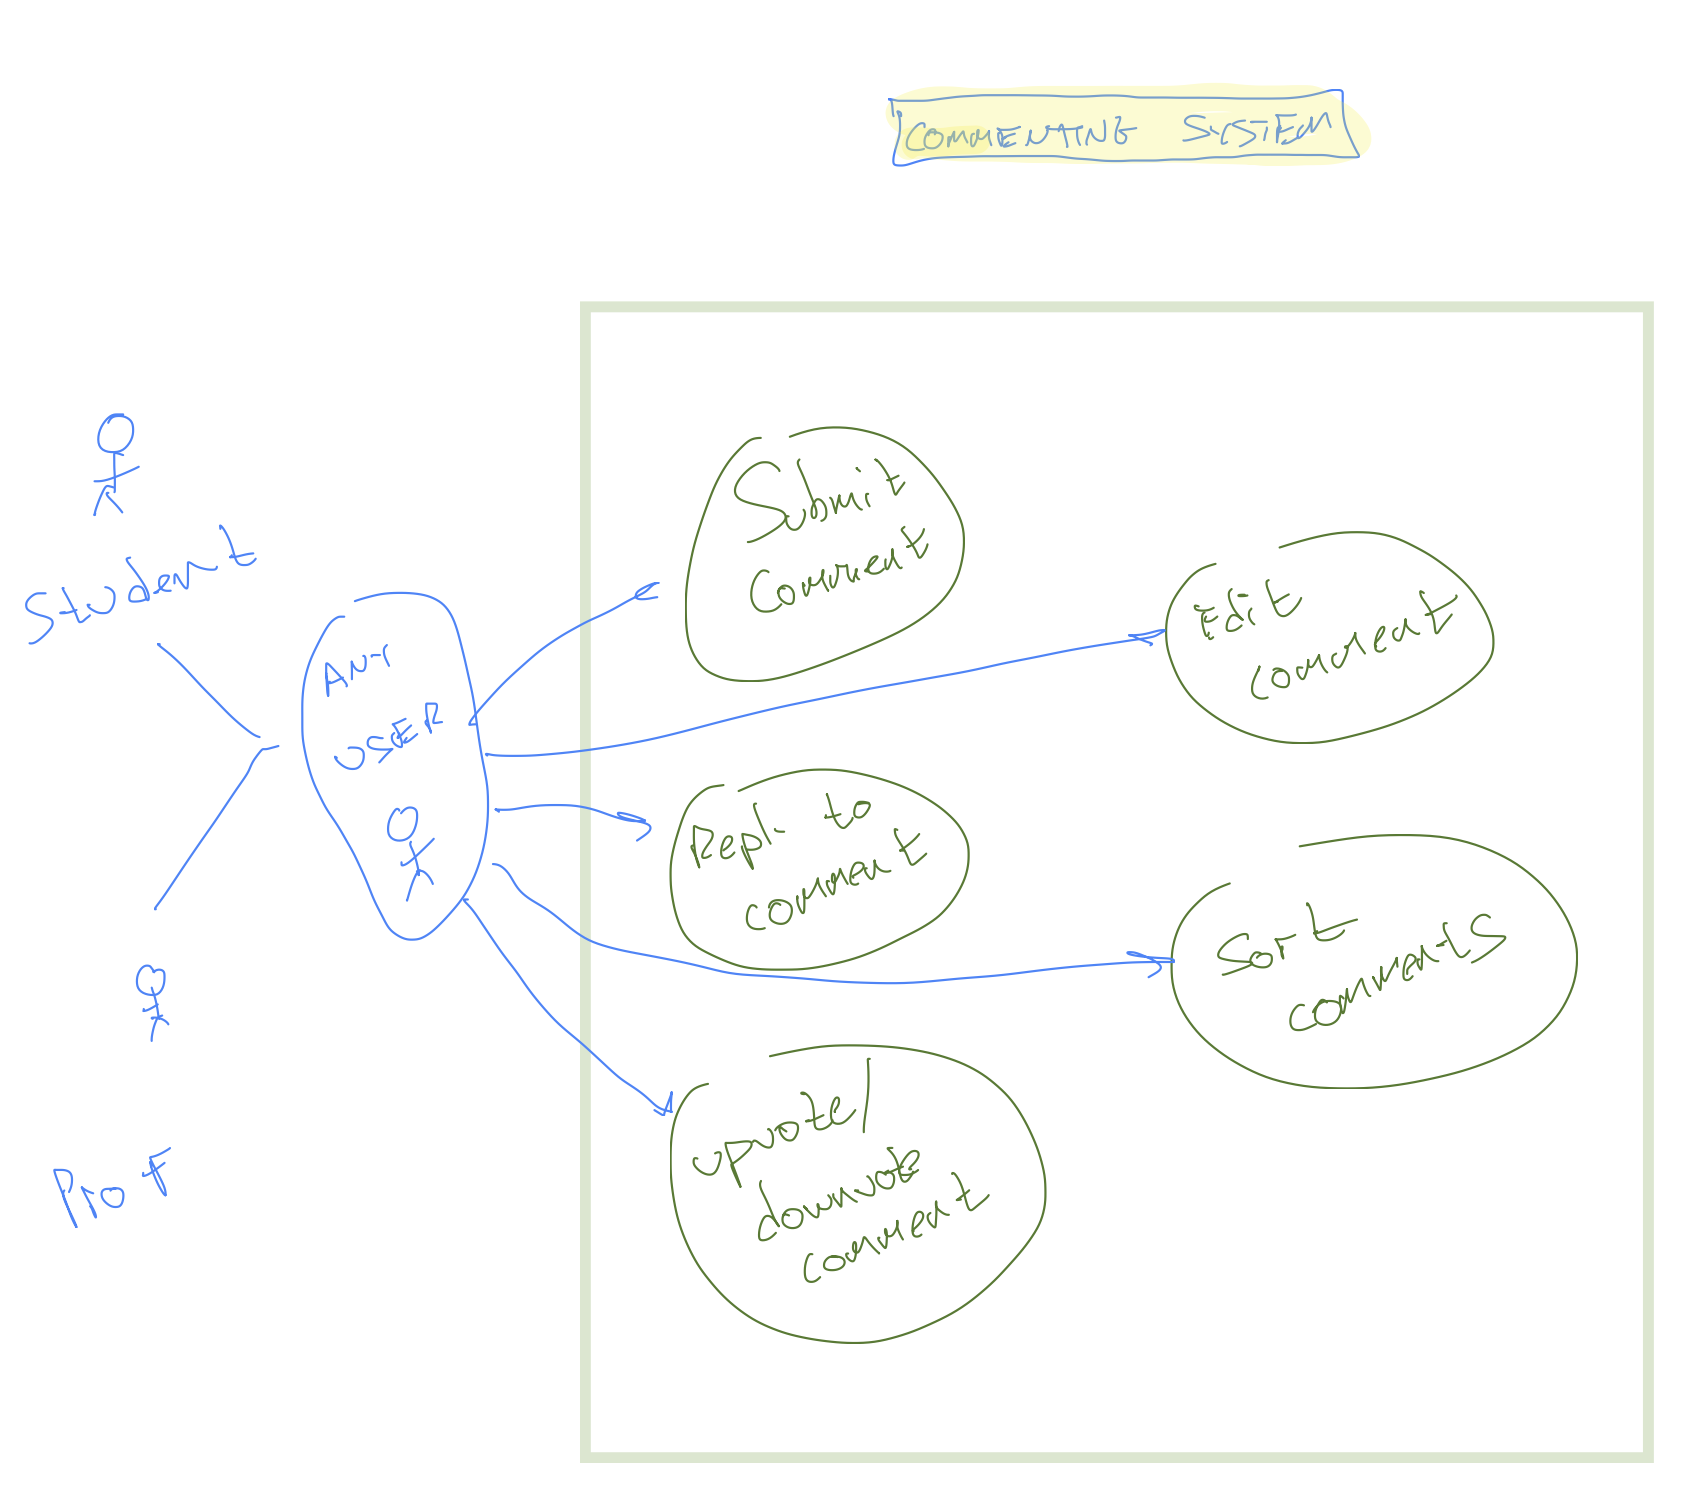 COMMENTING SYSTEM
Student
ANY
USER
Prof
Submit
Comment
Edit
comment
Reply to
comment
Sort
comments
upvote/
downvote
comment